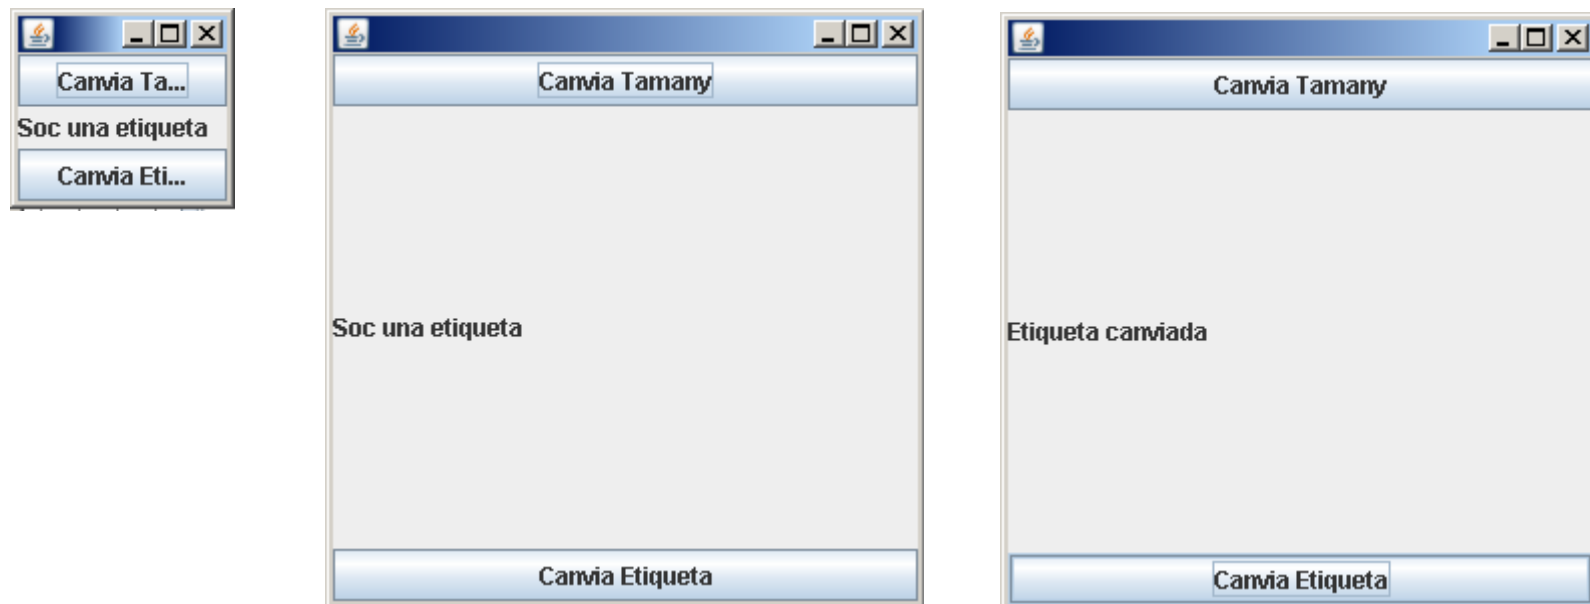 Canvia Ta...
Soc una etiqueta
Canvia Eti...
Canvia Tamany
Soc una etiqueta
Canvia Etiqueta
Canvia Tamany
Etiqueta canviada
Canvia Etiqueta